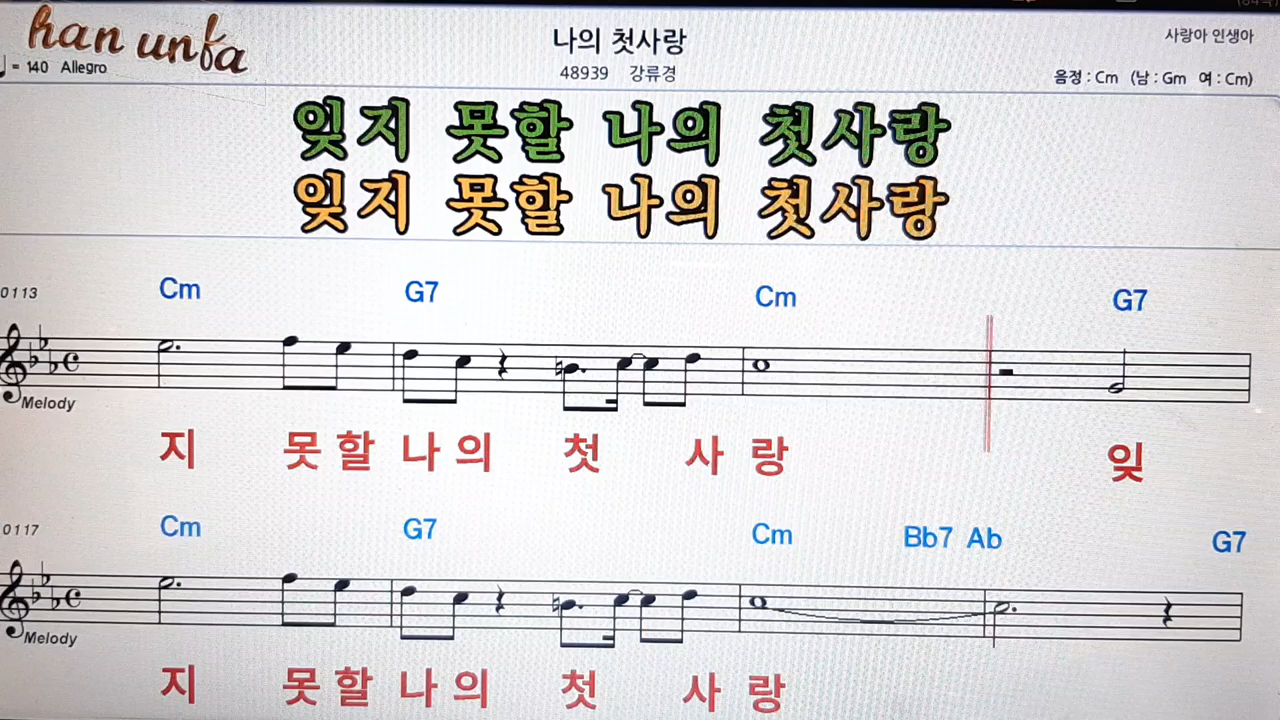 han unfa
나의 첫사랑
사랑아 인생아
= 140 Allegro
48939 강류경
음정 : Cm (남 : Gm 여 : Cm)
잊지 못할 나의 첫사랑
잊지 못할 나의 첫사랑
0113 Cm G7 Cm G7
Melody
지 못 할 나 의 첫 사 랑 잊
0117 Cm G7 Cm Bb7 Ab G7
Melody
지 못 할 나 의 첫 사 랑